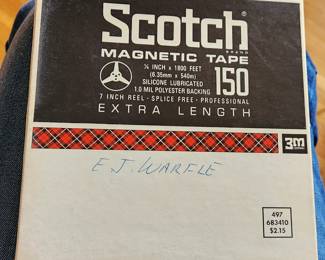 Scotch®
BRAND
MAGNETIC TAPE
¼ INCH x 1800 FEET
(6.35mm x 540m)
SILICONE LUBRICATED
1.0 MIL POLYESTER BACKING
150
7 INCH REEL - SPLICE FREE - PROFESSIONAL
EXTRA LENGTH
3M
E J. WARFLE
497
683410
$2.15